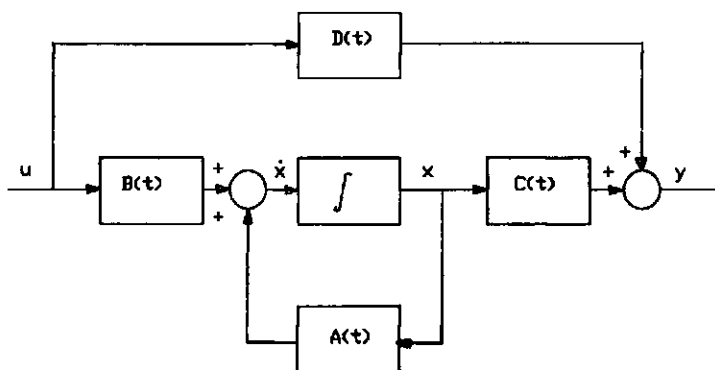 D(t)
u
B(t)
+
+
ẋ
∫
x
C(t)
+
+
y
A(t)